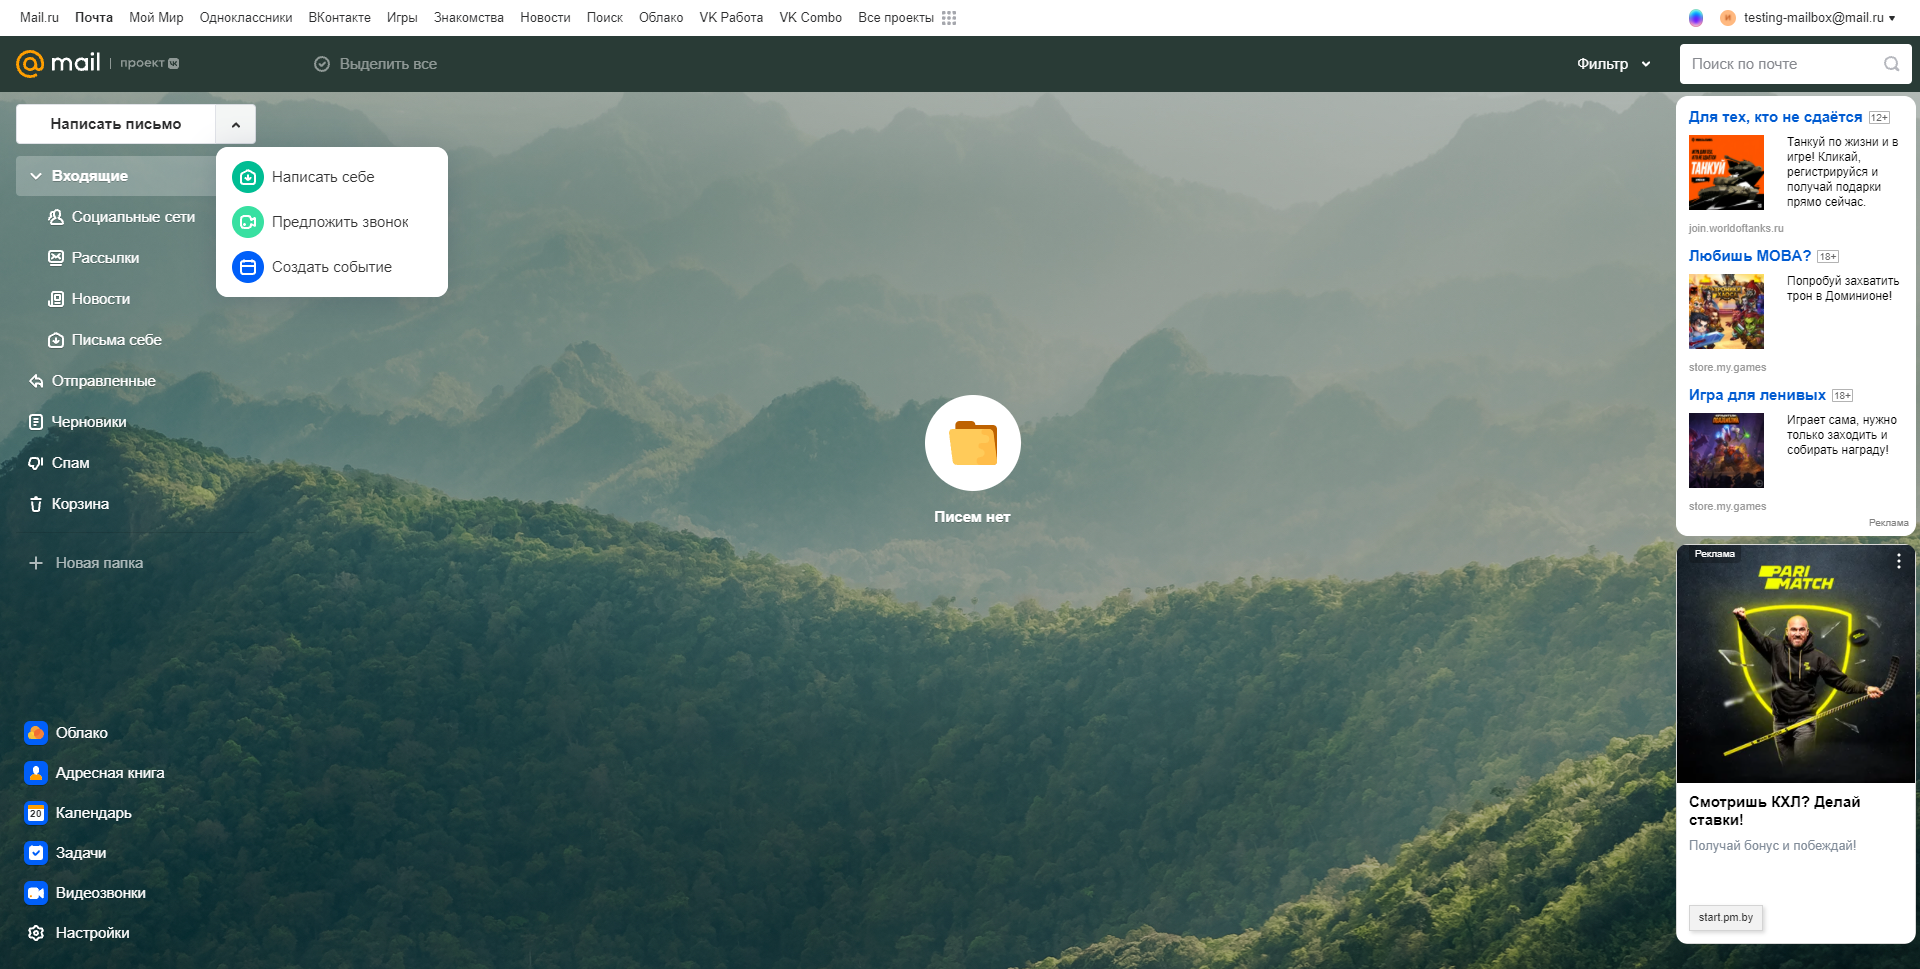 Mail.ru Почта Мой Мир Одноклассники ВКонтакте Игры Знакомства Новости Поиск Облако VK Работа VK Combo Все проекты
testing-mailbox@mail.ru
mail проект
Выделить все
Фильтр
Поиск по почте
Написать письмо
Написать себе
Предложить звонок
Создать событие
Входящие
Социальные сети
Рассылки
Новости
Письма себе
Отправленные
Черновики
Спам
Корзина
Новая папка
Облако
Адресная книга
20
Календарь
Задачи
Видеозвонки
Настройки
Писем нет
Для тех, кто не сдаётся 12+
ТАНКУЙ
Танкуй по жизни и в
игре! Кликай,
регистрируйся и
получай подарки
прямо сейчас.
join.worldoftanks.ru
Любишь МОВА? 18+
Попробуй захватить
трон в Доминионе!
store.my.games
Игра для ленивых 18+
Играет сама, нужно
только заходить и
собирать награду!
store.my.games
Реклама
Реклама
PARI
MATCH
Смотришь КХЛ? Делай
ставки!
Получай бонус и побеждай!
start.pm.by